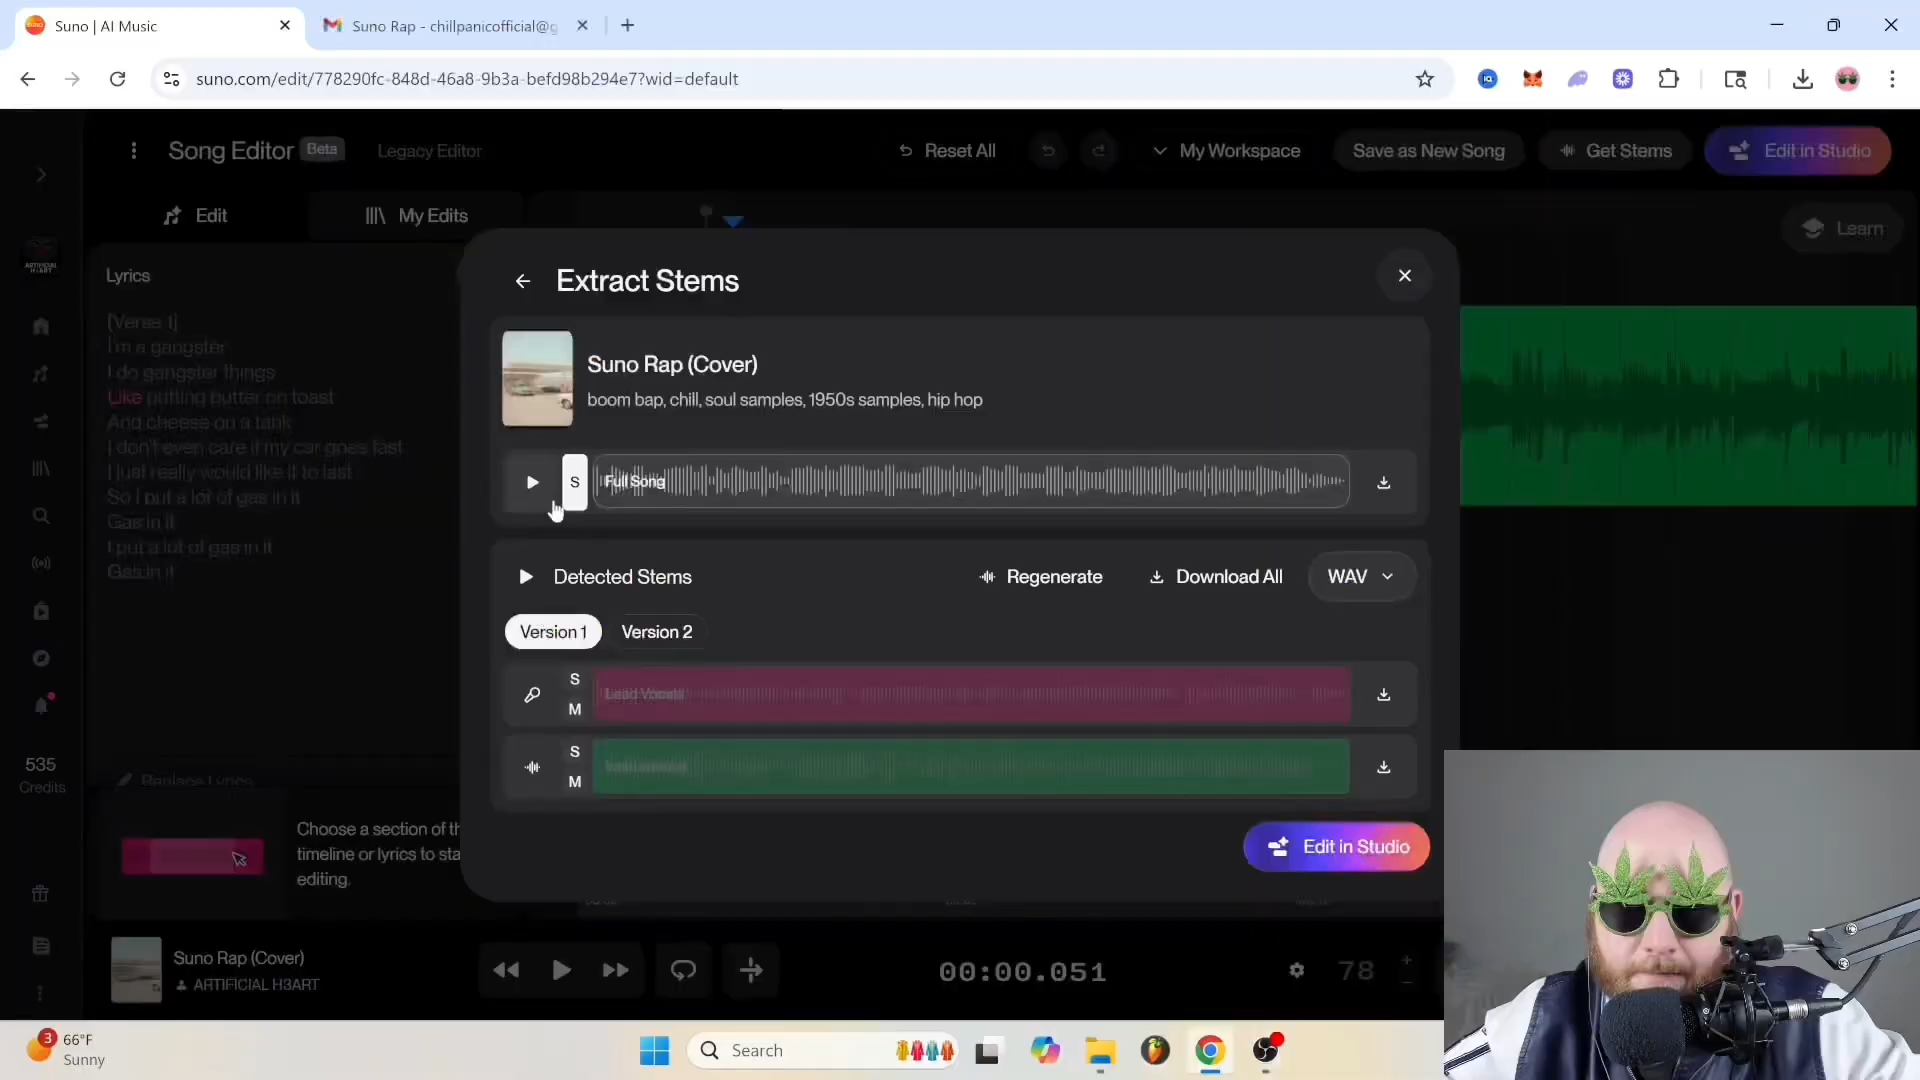 Suno | AI Music
Suno Rap - chillpanicofficial@g
suno.com/edit/778290fc-848d-46a8-9b3a-befd98b294e7?wid=default
Song Editor Beta Legacy Editor
Reset All
My Workspace
Save as New Song
Get Stems
Edit in Studio
Edit
My Edits
Learn
Lyrics
[Verse 1]
I'm a gangster
I do gangster things
Like putting butter on toast
And cheese on a tank
I don't even care if my car goes fast
I just really would like it to last
So I put a lot of gas in it
Gas in it
I put a lot of gas in it
Gas in it
Replace Lyrics
Choose a section of th
timeline or lyrics to sta
editing.
535
Credits
Extract Stems
Suno Rap (Cover)
boom bap, chill, soul samples, 1950s samples, hip hop
S
Full Song
Detected Stems
Regenerate
Download All
WAV
Version 1
Version 2
S
M
Lead Vocals
S
M
Instrumental
Edit in Studio
Suno Rap (Cover)
ARTIFICIAL H3ART
00:00.051
78
3
66°F
Sunny
Search